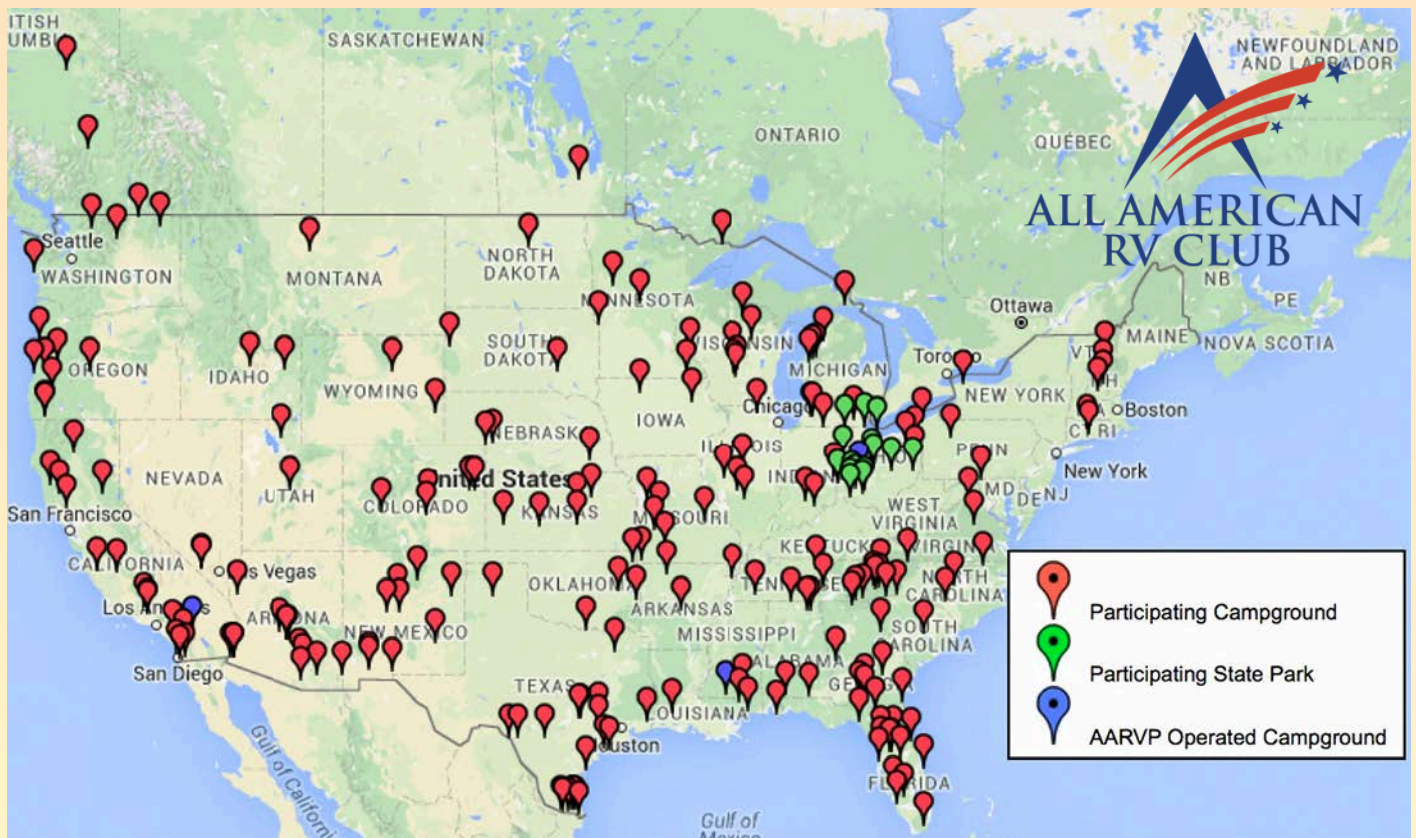 SASKATCHEWAN
NEWFOUNDLAND
AND LABRADOR
ONTARIO
QUÉBEC
ALL AMERICAN
RV CLUB
Seattle
WASHINGTON
MONTANA
NORTH
DAKOTA
MINNESOTA
NB
PE
Ottawa
MAINE
NOVA SCOTIA
VT
NH
OREGON
IDAHO
SOUTH
DAKOTA
WISCONSIN
MICHIGAN
Toronto
WYOMING
NEW YORK
Chicago
IOWA
Boston
CT RI
NEBRASK
ILLINOIS
PENN
New York
NEVADA
UTAH
United States
INDIAN
OHIO
MD
DE
NJ
COLORADO
KANSAS
MISSOURI
WEST
VIRGINIA
San Francisco
CALIFORNIA
Las Vegas
KENTUCKY
VIRGINIA
OKLAHOMA
TENNESSEE
NORTH
CAROLINA
Los Angeles
ARIZONA
NEW MEXICO
ARKANSAS
MISSISSIPPI
SOUTH
CAROLINA
San Diego
ALABAMA
GEORGIA
TEXAS
LOUISIANA
Houston
FLORIDA
Gulf of California
Gulf of
Mexico
Participating Campground
Participating State Park
AARVP Operated Campground